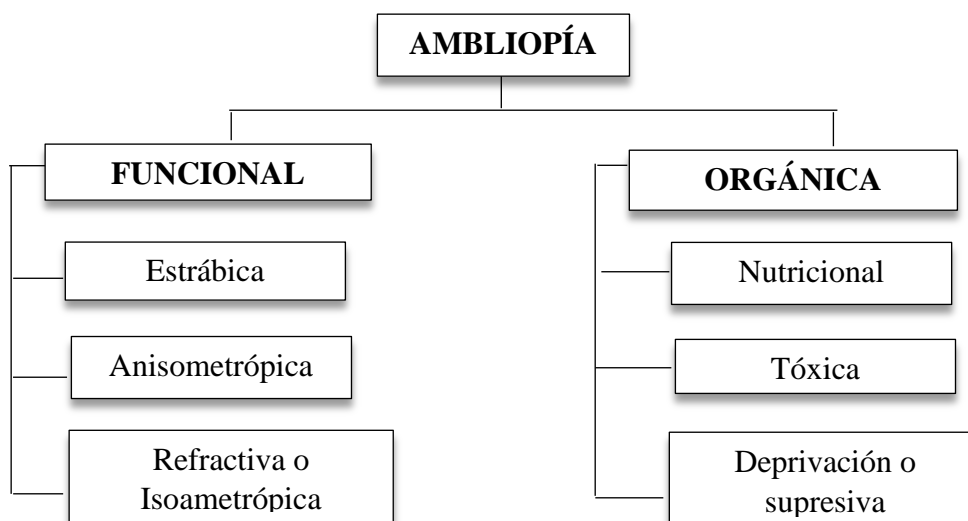 AMBLIOPÍA
FUNCIONAL
Estrábica
Anisometrópica
Refractiva o
Isoametrópica
ORGÁNICA
Nutricional
Tóxica
Deprivación o
supresiva